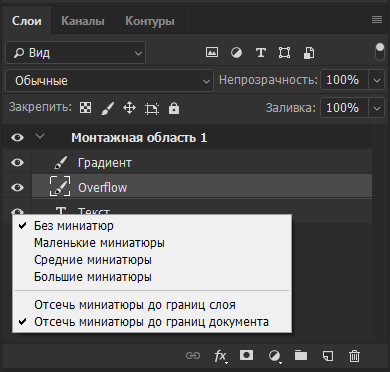 Слои Каналы Контуры
Вид
Обычные Непрозрачность: 100%
Закрепить: Заливка: 100%
Монтажная область 1
Градиент
Overflow
Текст
Без миниатюр
Маленькие миниатюры
Средние миниатюры
Большие миниатюры
Отсечь миниатюры до границ слоя
Отсечь миниатюры до границ документа
fx